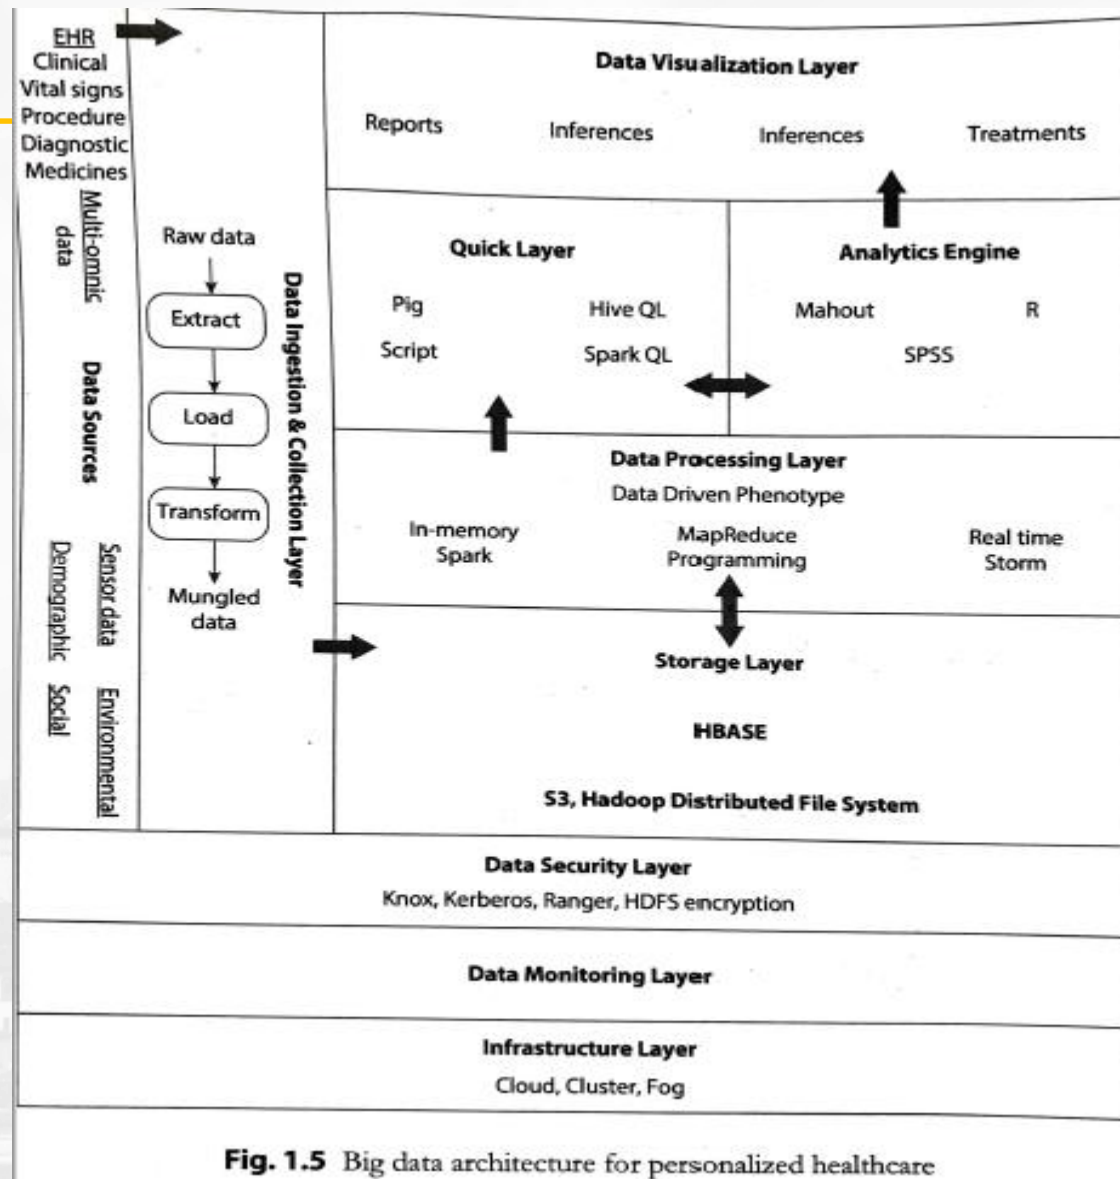 EHR
Clinical
Vital signs
Procedure
Diagnostic
Medicines
Multi-omnic
data
Data Sources
Sensor data
Demographic
Environmental
Social
Raw data
Extract
Load
Transform
Mungled
data
Data Ingestion & Collection Layer
Data Visualization Layer
Reports Inferences Inferences Treatments
Quick Layer
Pig Hive QL
Script Spark QL
Analytics Engine
Mahout R
SPSS
Data Processing Layer
Data Driven Phenotype
In-memory
Spark
MapReduce
Programming
Real time
Storm
Storage Layer
HBASE
S3, Hadoop Distributed File System
Data Security Layer
Knox, Kerberos, Ranger, HDFS encryption
Data Monitoring Layer
Infrastructure Layer
Cloud, Cluster, Fog
Fig. 1.5 Big data architecture for personalized healthcare